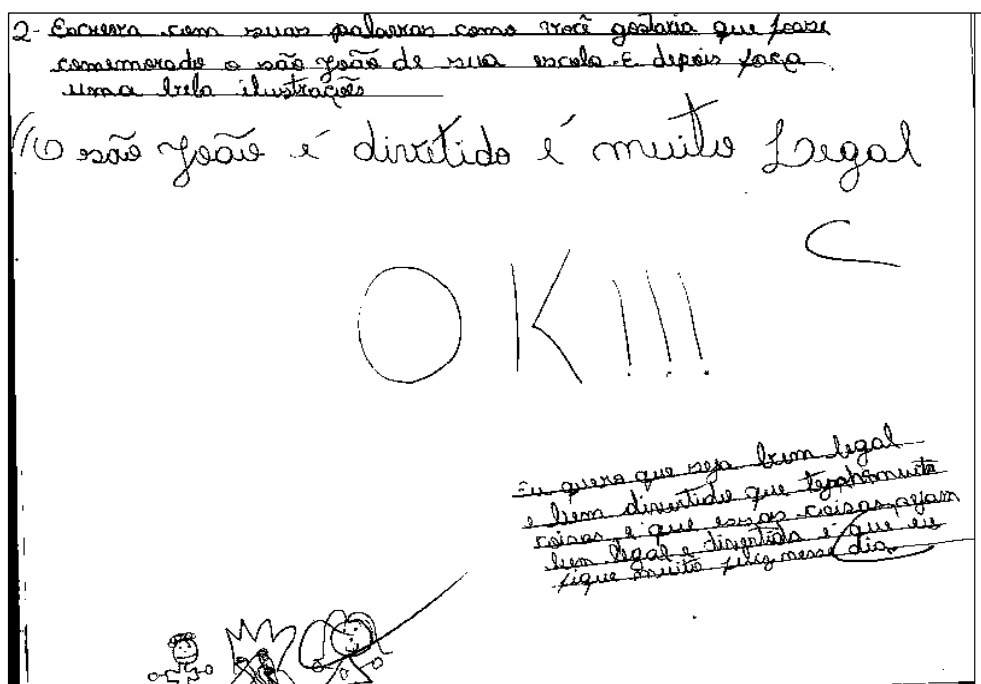 2- Escreva com suas palavras como você gostaria que fosse
comemorado o são joão de sua escola. E depois faça
uma bela ilustrações
O são João é divertido é muito Legal
OK!!!
Eu quero que seja bem legal
e bem divertido que tenha muita
coisas e que essas coisas sejam
bem legal e divertida e que eu
fique muito feliz nesse dia.